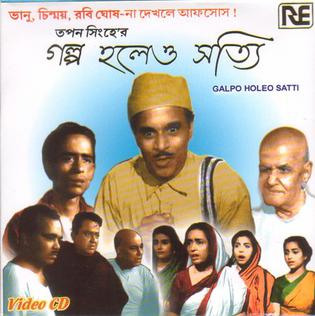 ভানু, চিন্ময়, রবি ঘোষ-না দেখলে আফসোস !
RE
তপন সিংহে'র
গল্প হলেও সত্যি
GALPO HOLEO SATTI
Video CD